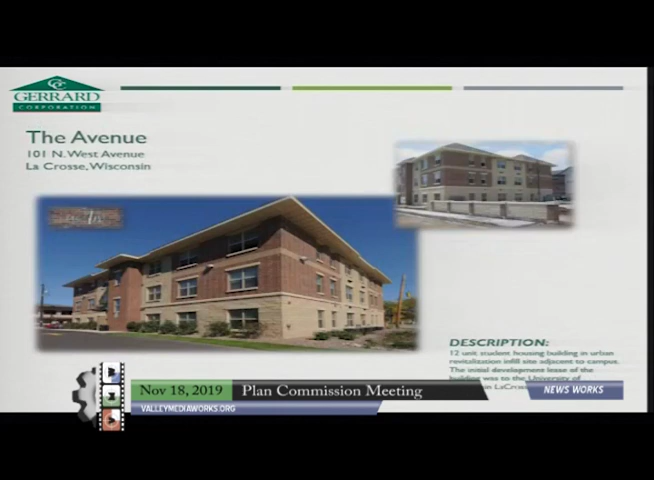 GERRARD
CORPORATION
The Avenue
101 N. West Avenue
La Crosse, Wisconsin
DESCRIPTION:
12 unit student housing building in urban
revitalization infill site adjacent to campus.
The initial development lease of the
building was to the University of
in LaCrosse
Nov 18, 2019 Plan Commission Meeting
NEWS WORKS
VALLEYMEDIAWORKS.ORG